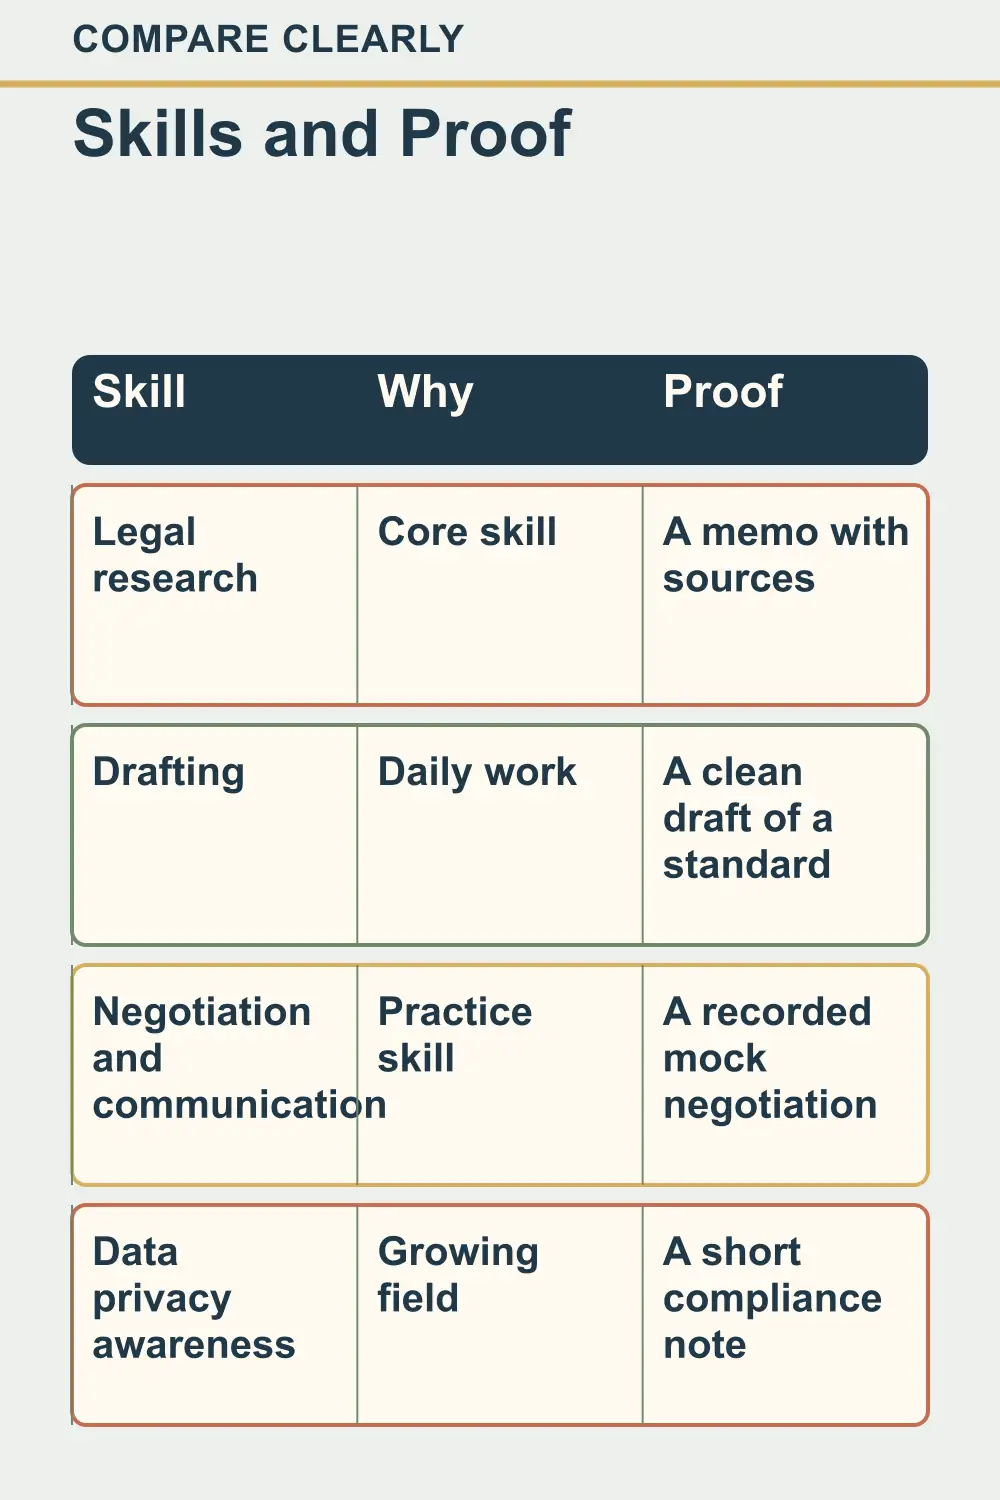 COMPARE CLEARLY
Skills and Proof
Skill Why Proof
Legal research
Core skill
A memo with sources
Drafting
Daily work
A clean draft of a standard
Negotiation and communication
Practice skill
A recorded mock negotiation
Data privacy awareness
Growing field
A short compliance note